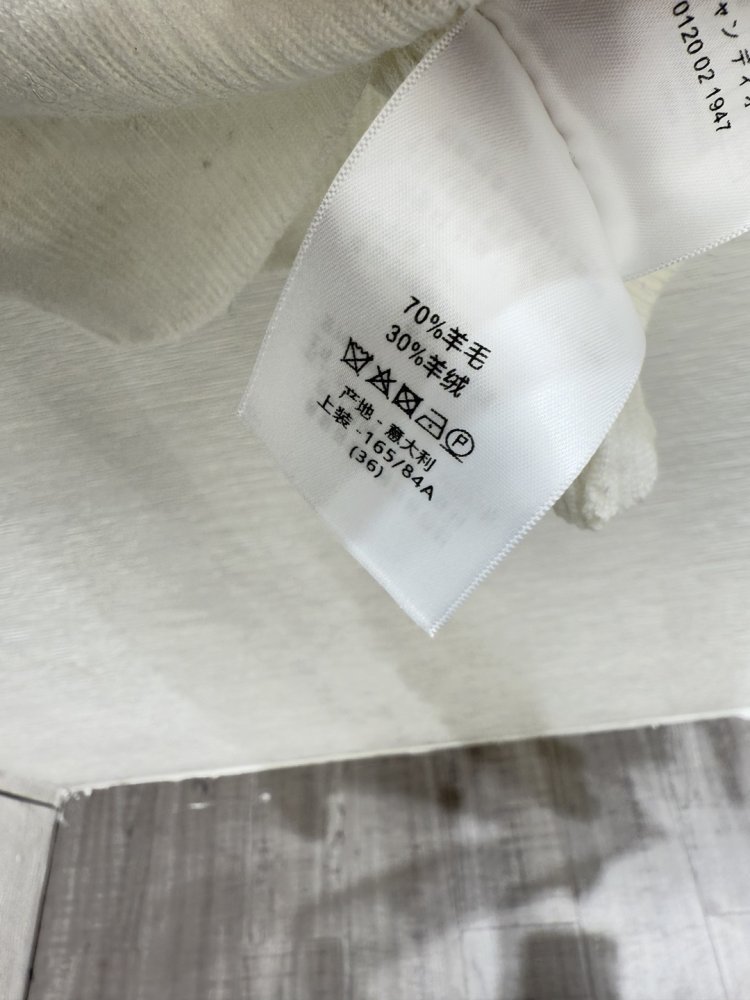 70%羊毛
30%羊绒
P
产地 - 意大利
上装 - 165/84A
(36)
ャンディオ
0120 02 1947